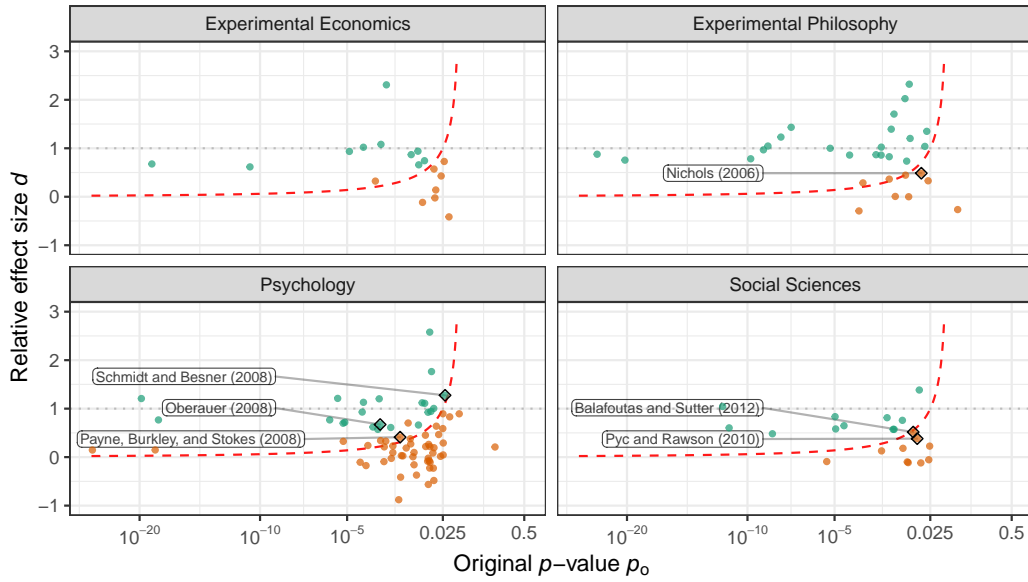 Experimental Economics
Experimental Philosophy
3
2
1
0
−1
Nichols (2006)
Psychology
Social Sciences
3
2
1
0
−1
Schmidt and Besner (2008)
Oberauer (2008)
Payne, Burkley, and Stokes (2008)
Balafoutas and Sutter (2012)
Pyc and Rawson (2010)
10⁻²⁰ 10⁻¹⁰ 10⁻⁵ 0.025 0.5
10⁻²⁰ 10⁻¹⁰ 10⁻⁵ 0.025 0.5
Original p−value pₒ
Relative effect size d